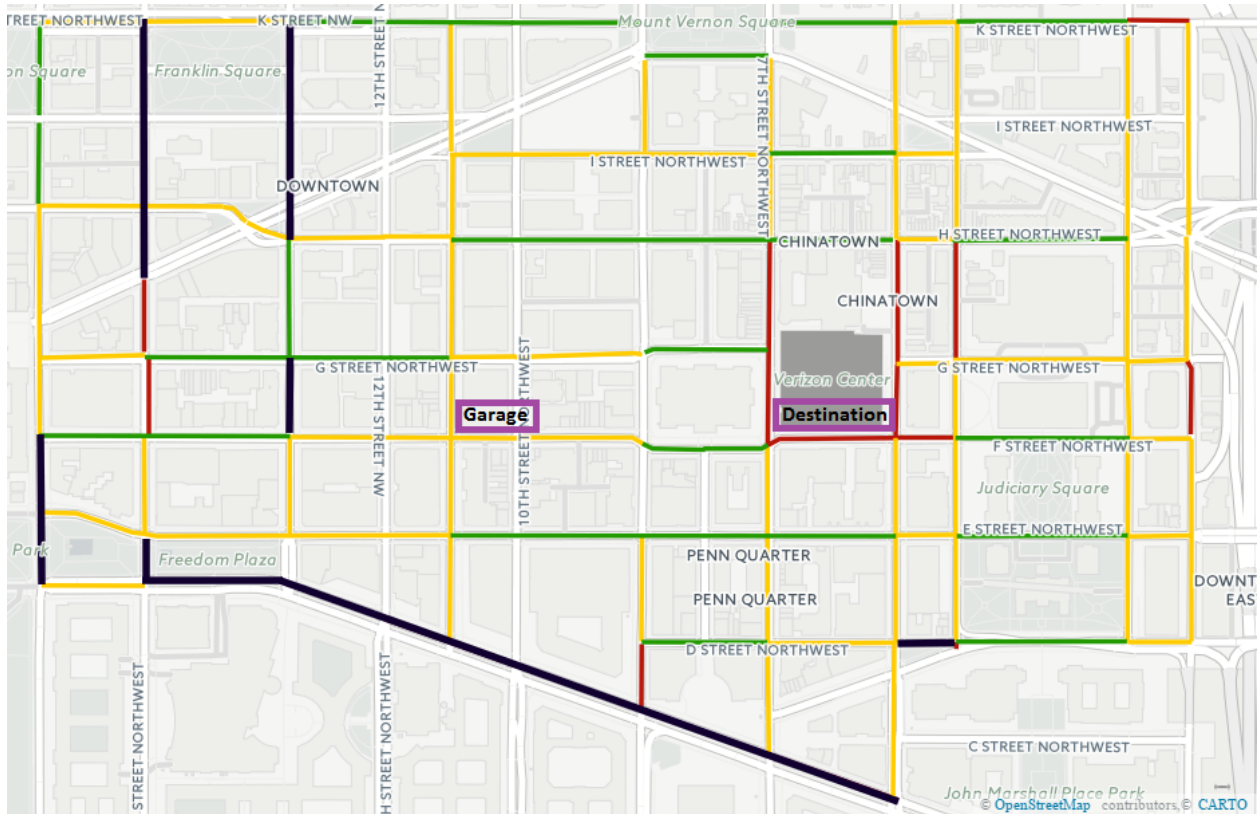 TREET NORTHWEST
K STREET NW
12TH STREET N
Mount Vernon Square
K STREET NORTHWEST
on Square
Franklin Square
7TH STREET NORTHWEST
I STREET NORTHWEST
I STREET NORTHWEST
DOWNTOWN
H STREET NORTHWEST
CHINATOWN
CHINATOWN
G STREET NORTHWEST
G STREET NORTHWEST
Verizon Center
12TH STREET NW
10TH STREET NORTHWEST
Garage
Destination
F STREET NORTHWEST
Judiciary Square
E STREET NORTHWEST
Park
Freedom Plaza
PENN QUARTER
DOWNT
EAS
PENN QUARTER
D STREET NORTHWEST
STREET NORTHWEST
H STREET NORTHWEST
C STREET NORTHWEST
John Marshall Place Park
© OpenStreetMap contributors, © CARTO